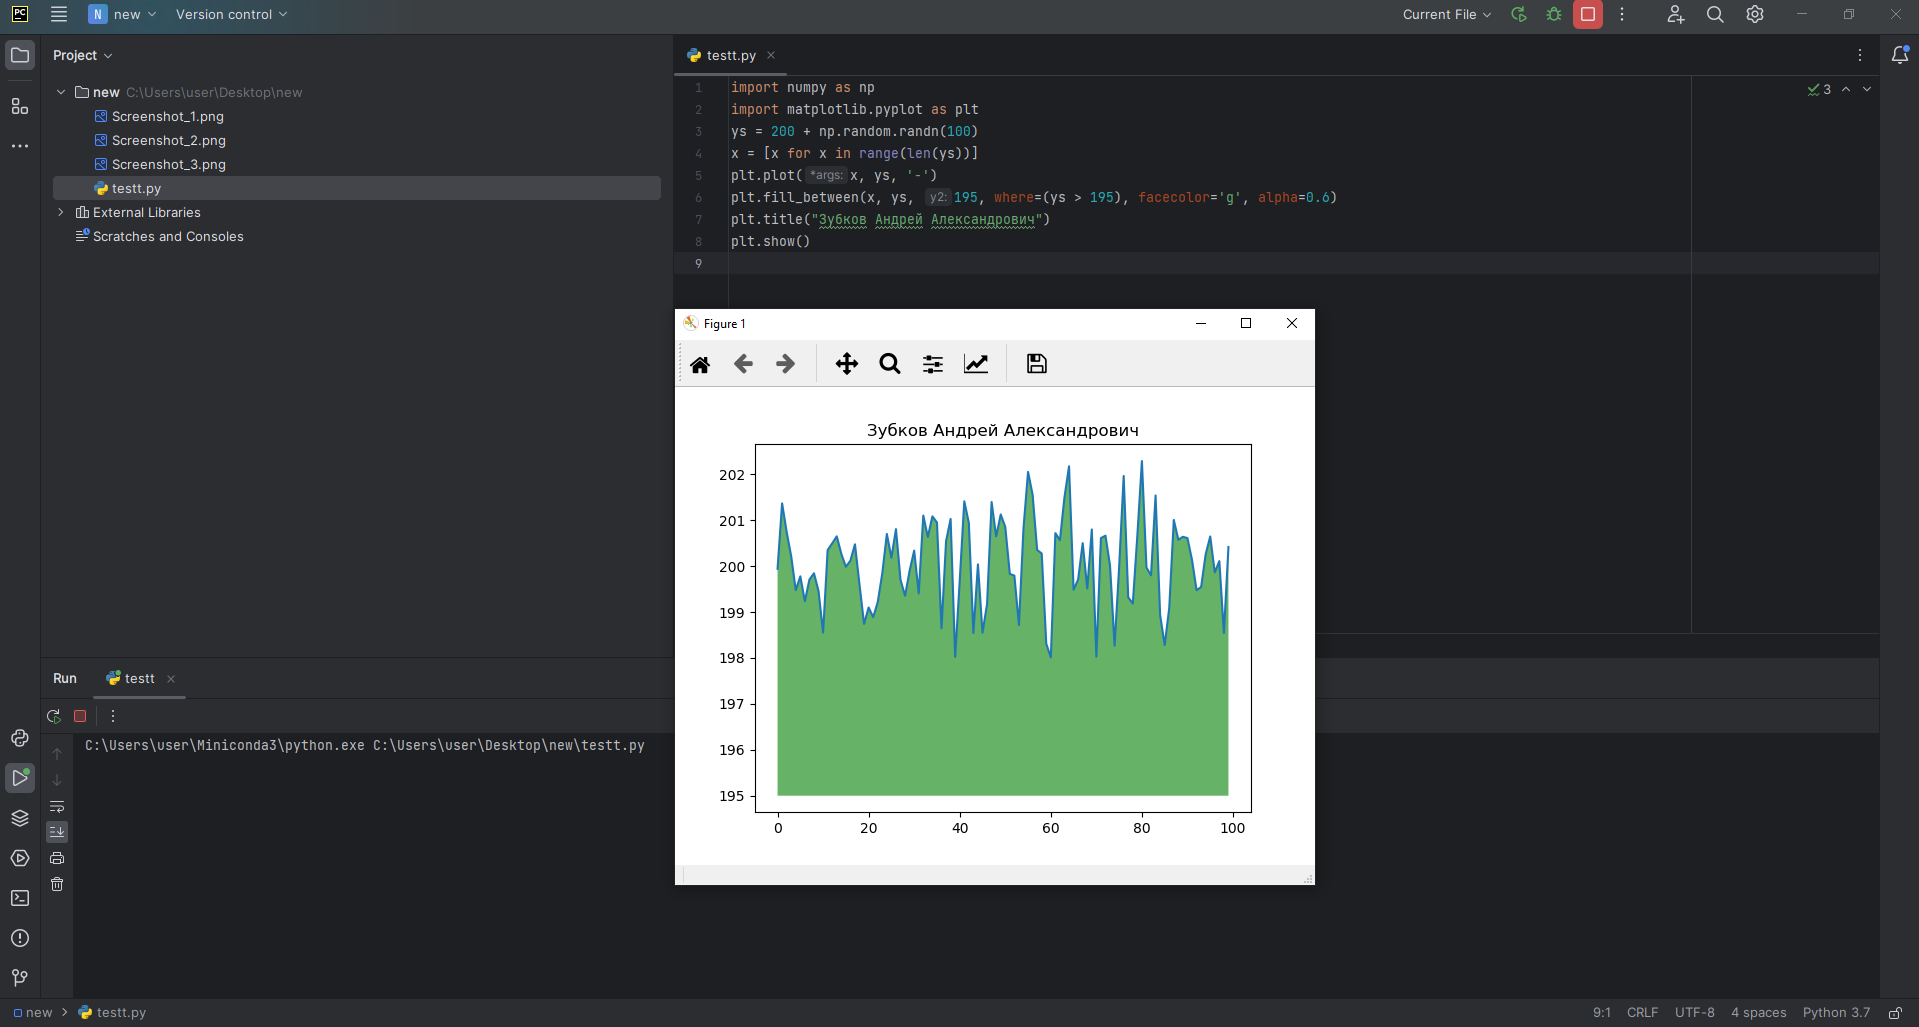 PC
N new
Version control
Current File
Project
new C:\Users\user\Desktop\new
Screenshot_1.png
Screenshot_2.png
Screenshot_3.png
testt.py
External Libraries
Scratches and Consoles
testt.py
3
1 import numpy as np
2 import matplotlib.pyplot as plt
3 ys = 200 + np.random.randn(100)
4 x = [x for x in range(len(ys))]
5 plt.plot( *args: x, ys, '-')
6 plt.fill_between(x, ys, y2: 195, where=(ys > 195), facecolor='g', alpha=0.6)
7 plt.title("Зубков Андрей Александрович")
8 plt.show()
9
Figure 1
Зубков Андрей Александрович
202
201
200
199
198
197
196
195
0 20 40 60 80 100
Run
testt
C:\Users\user\Miniconda3\python.exe C:\Users\user\Desktop\new\testt.py
new
testt.py
9:1
CRLF
UTF-8
4 spaces
Python 3.7